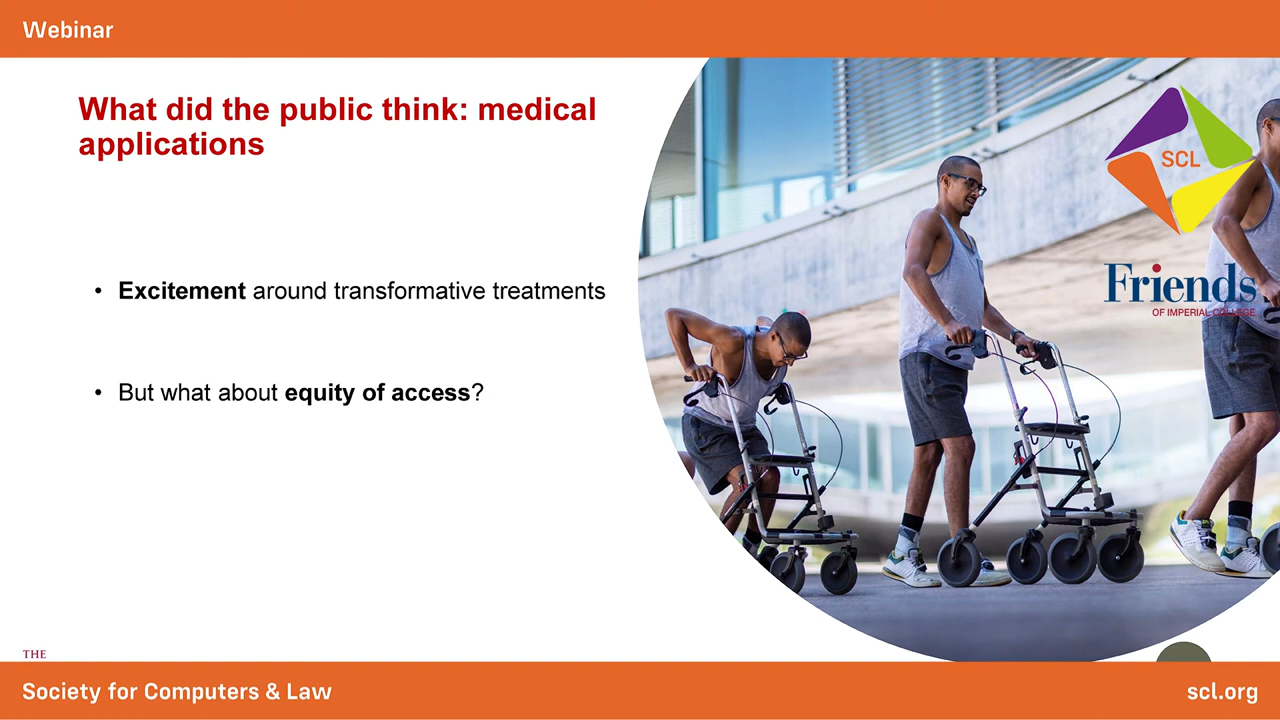 Webinar
What did the public think: medical
applications
• Excitement around transformative treatments
• But what about equity of access?
SCL
Friends
OF IMPERIAL COLLEGE
THE
Society for Computers & Law
scl.org